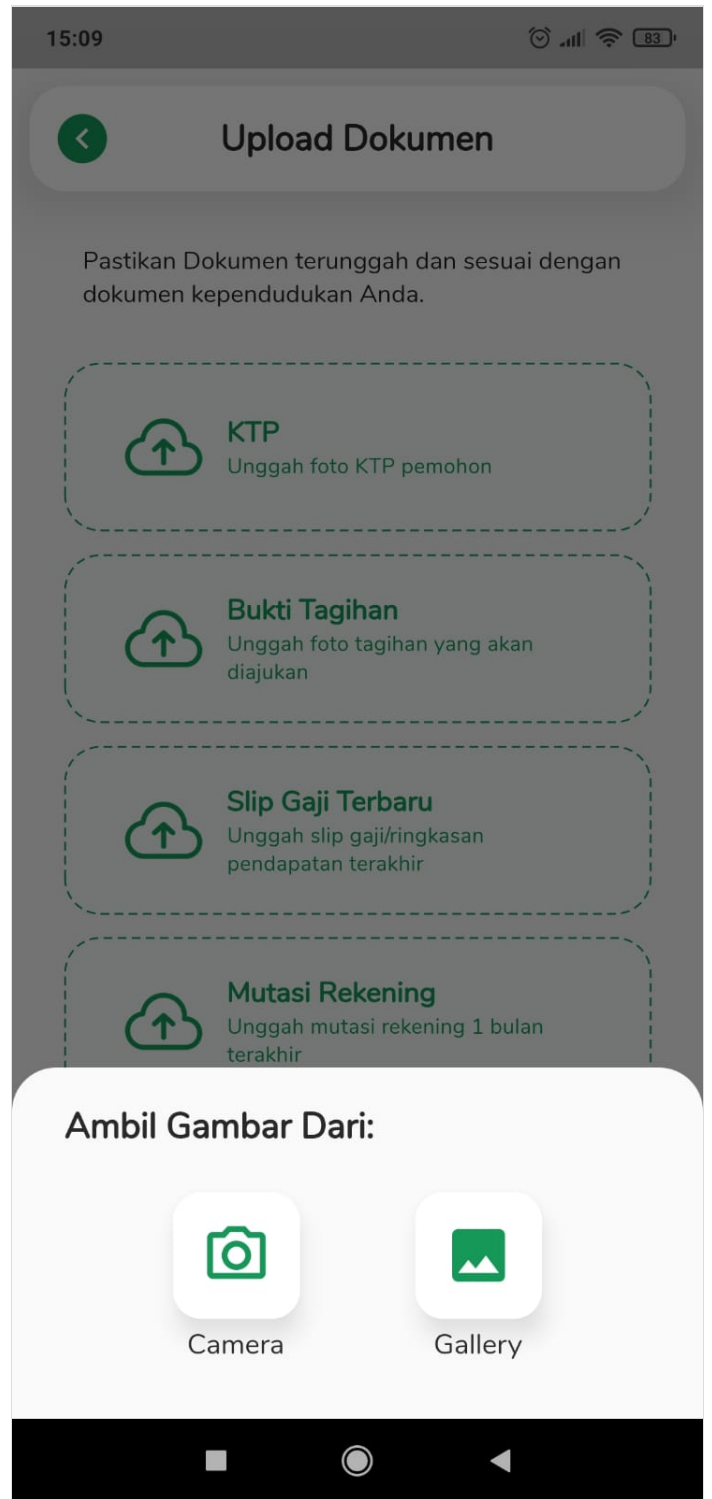 15:09
83
Upload Dokumen
Pastikan Dokumen terunggah dan sesuai dengan
dokumen kependudukan Anda.
KTP
Unggah foto KTP pemohon
Bukti Tagihan
Unggah foto tagihan yang akan
diajukan
Slip Gaji Terbaru
Unggah slip gaji/ringkasan
pendapatan terakhir
Mutasi Rekening
Unggah mutasi rekening 1 bulan
terakhir
Ambil Gambar Dari:
Camera
Gallery